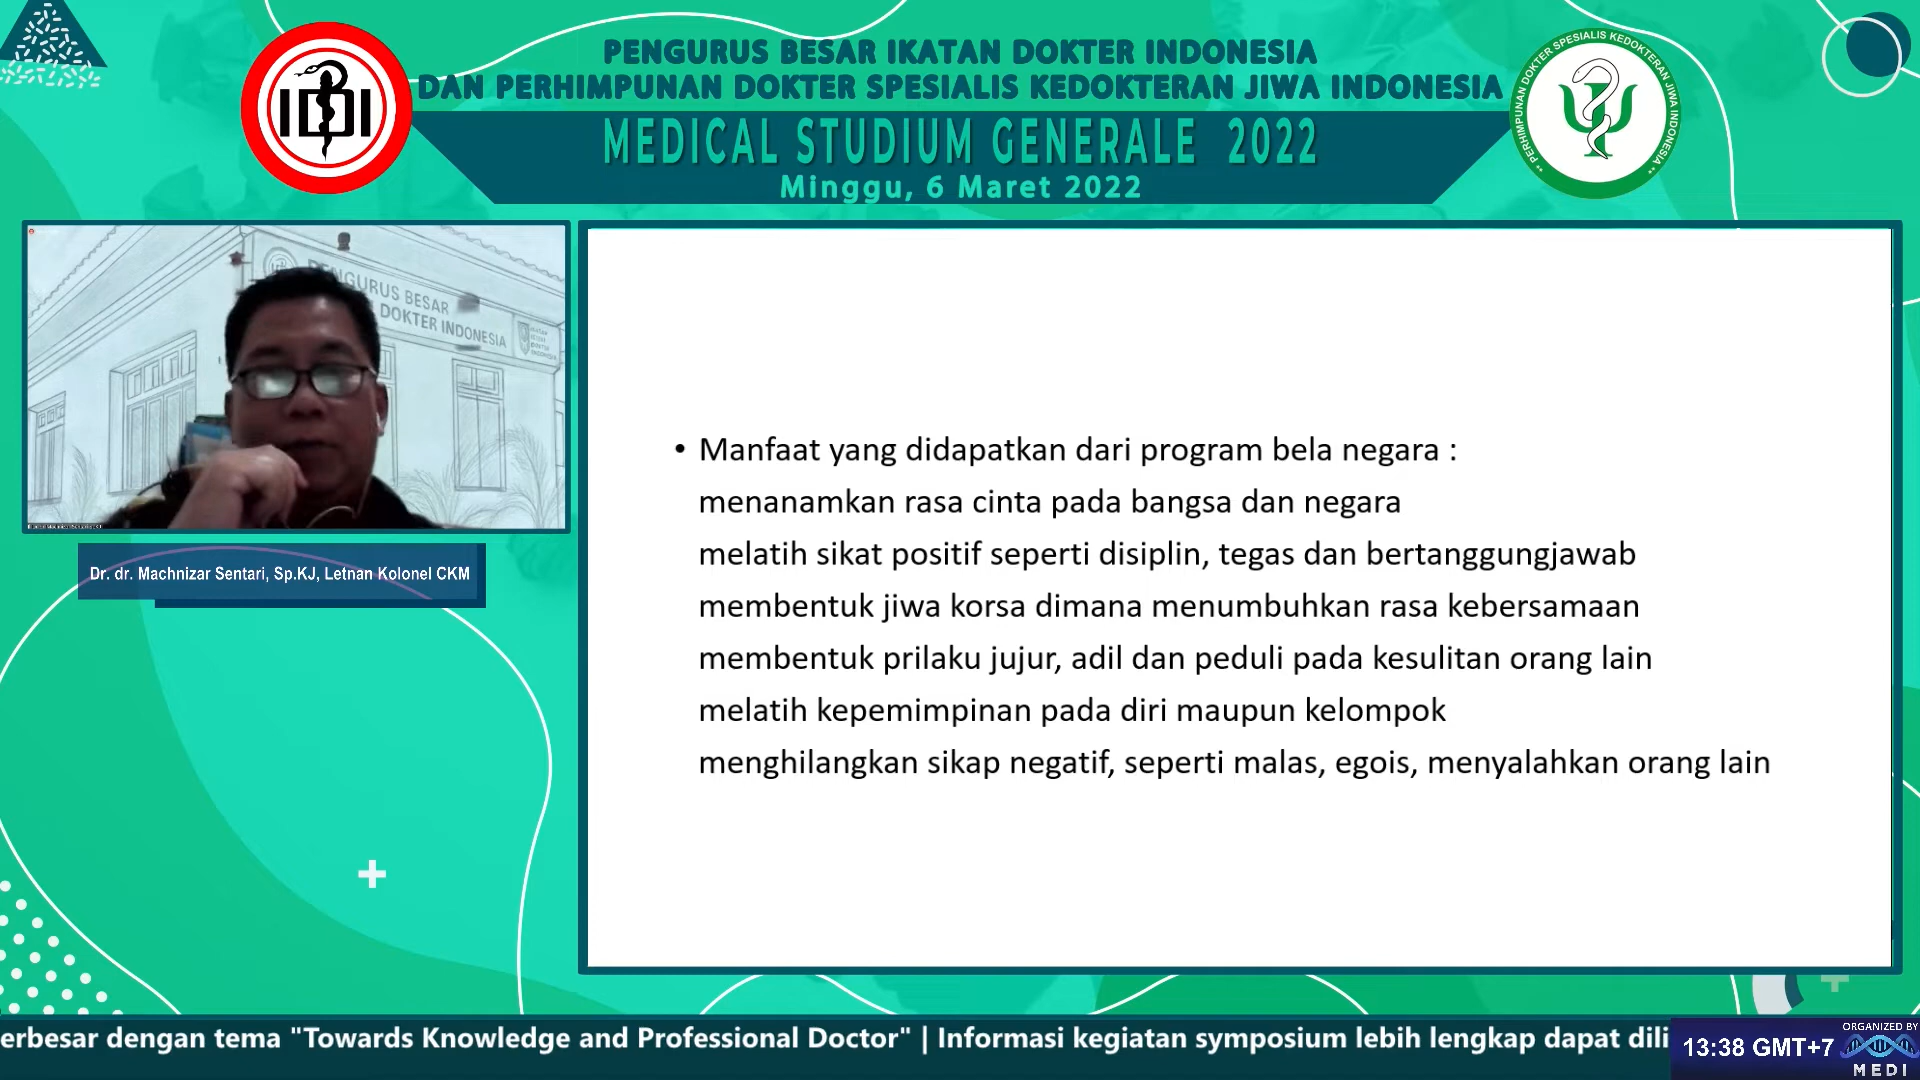 PENGURUS BESAR IKATAN DOKTER INDONESIA
DAN PERHIMPUNAN DOKTER SPESIALIS KEDOKTERAN JIWA INDONESIA
MEDICAL STUDIUM GENERALE 2022
Minggu, 6 Maret 2022
IDI
PERHIMPUNAN DOKTER SPESIALIS KEDOKTERAN JIWA INDONESIA
PENGURUS BESAR
DOKTER INDONESIA
Dr. dr. Machnizar Sentari, Sp.KJ, Letnan Kolonel CKM
• Manfaat yang didapatkan dari program bela negara :
menanamkan rasa cinta pada bangsa dan negara
melatih sikat positif seperti disiplin, tegas dan bertanggungjawab
membentuk jiwa korsa dimana menumbuhkan rasa kebersamaan
membentuk prilaku jujur, adil dan peduli pada kesulitan orang lain
melatih kepemimpinan pada diri maupun kelompok
menghilangkan sikap negatif, seperti malas, egois, menyalahkan orang lain
erbesar dengan tema "Towards Knowledge and Professional Doctor" | Informasi kegiatan symposium lebih lengkap dapat dili
13:38 GMT+7
ORGANIZED BY
MEDI